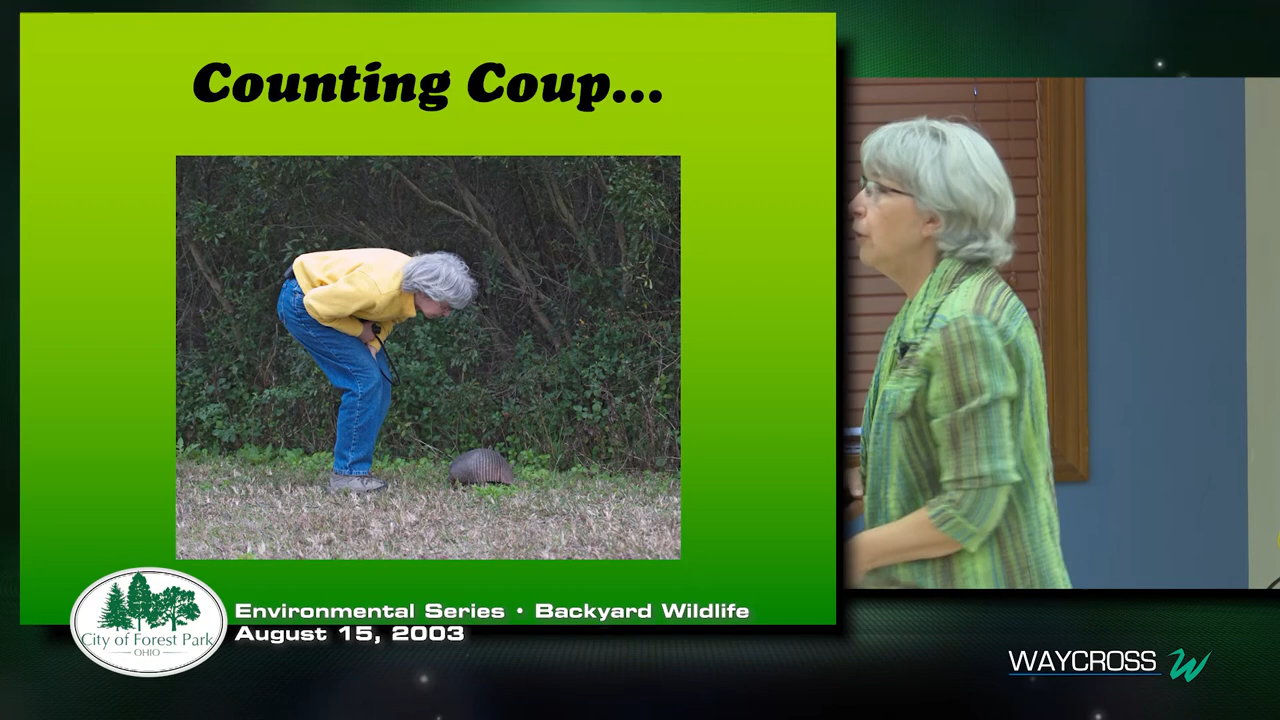 Counting Coup...
Environmental Series • Backyard Wildlife
August 15, 2003
City of Forest Park
OHIO
WAYCROSS